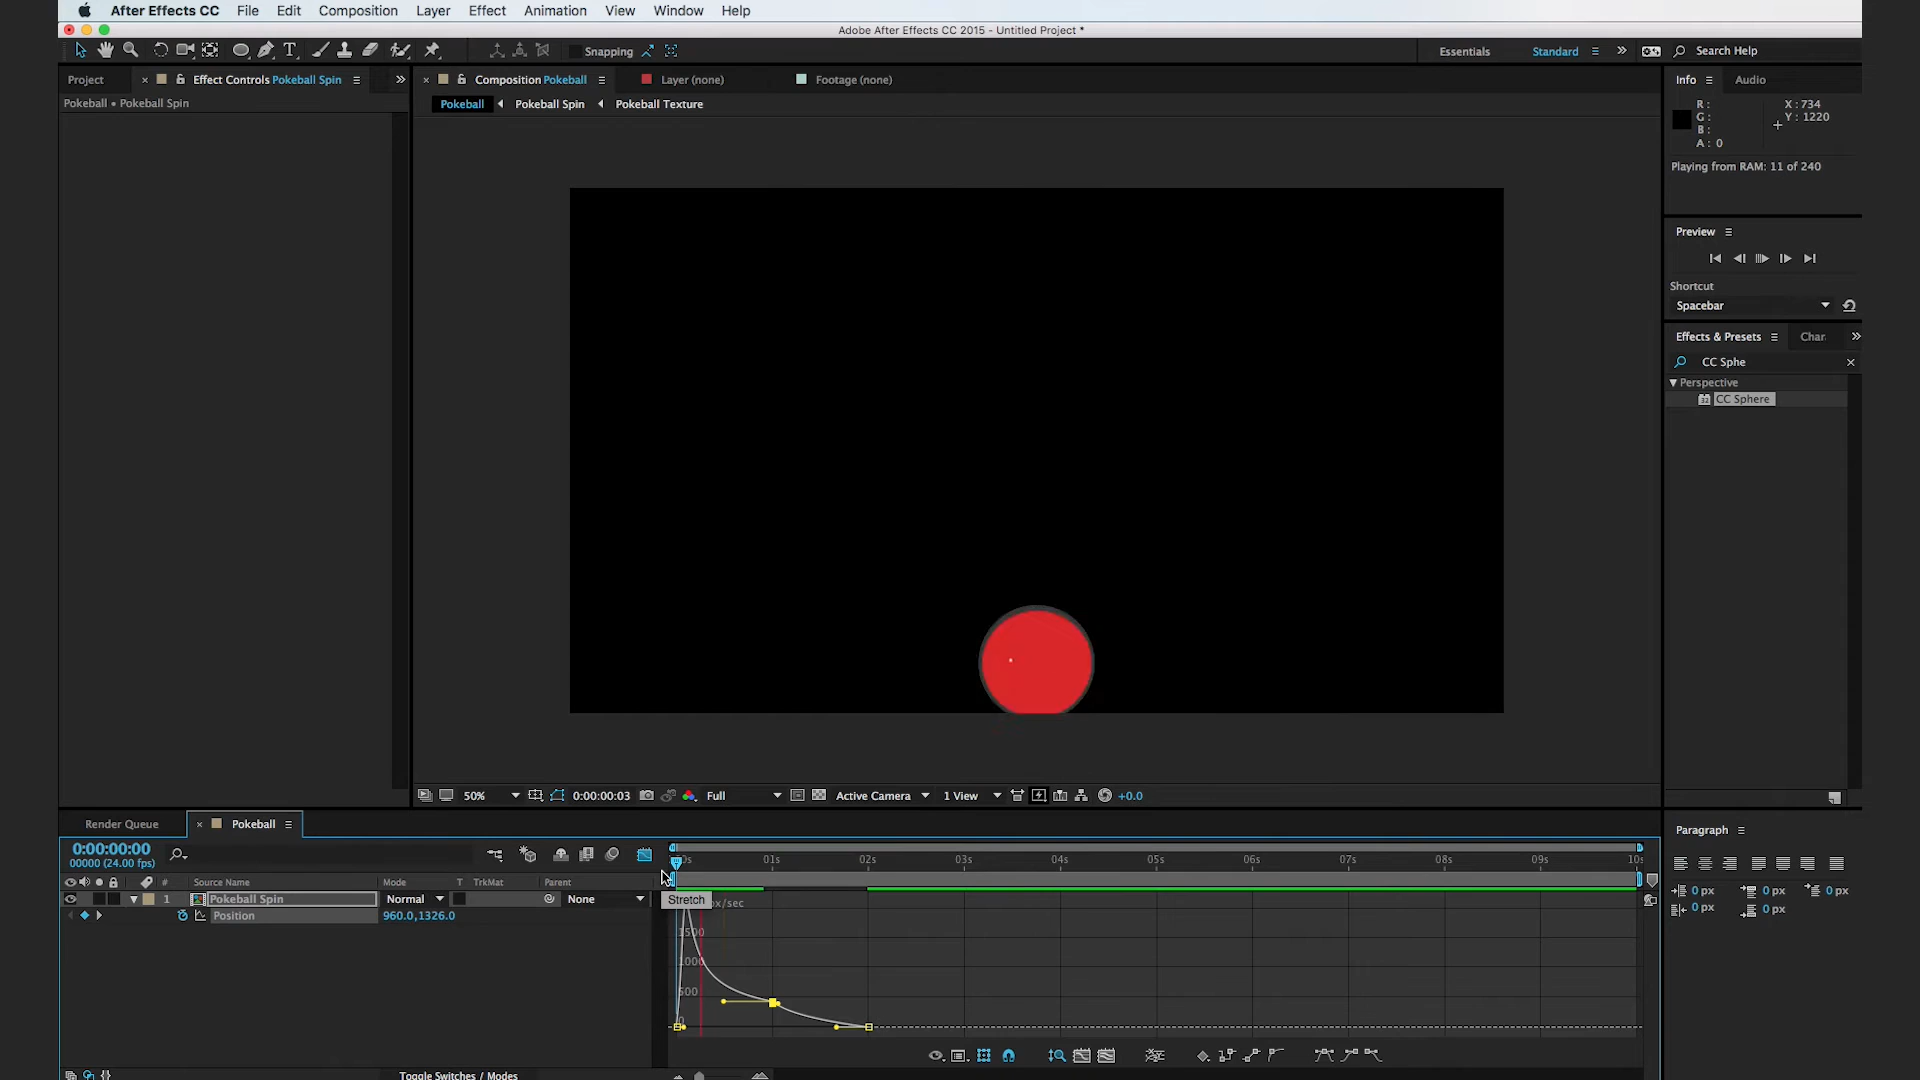 After Effects CC File Edit Composition Layer Effect Animation View Window Help
Adobe After Effects CC 2015 - Untitled Project *
Snapping
Essentials Standard Search Help
Project Effect Controls Pokeball Spin
Composition Pokeball Layer (none) Footage (none)
Info Audio
Pokeball • Pokeball Spin
Pokeball Pokeball Spin Pokeball Texture
R :
G :
B :
A : 0
X : 734
Y : 1220
Playing from RAM: 11 of 240
Preview
Shortcut
Spacebar
Effects & Presets Char
CC Sphe
Perspective
CC Sphere
50% 0:00:00:03 Full Active Camera 1 View +0.0
Render Queue Pokeball
Paragraph
0:00:00:00
00000 (24.00 fps)
01s 02s 03s 04s 05s 06s 07s 08s 09s 10s
# Source Name Mode T TrkMat Parent
1 Pokeball Spin Normal None
Stretch
px/sec
Position 960.0,1326.0
1500
1000
500
0
0 px 0 px 0 px
0 px 0 px
Toggle Switches / Modes